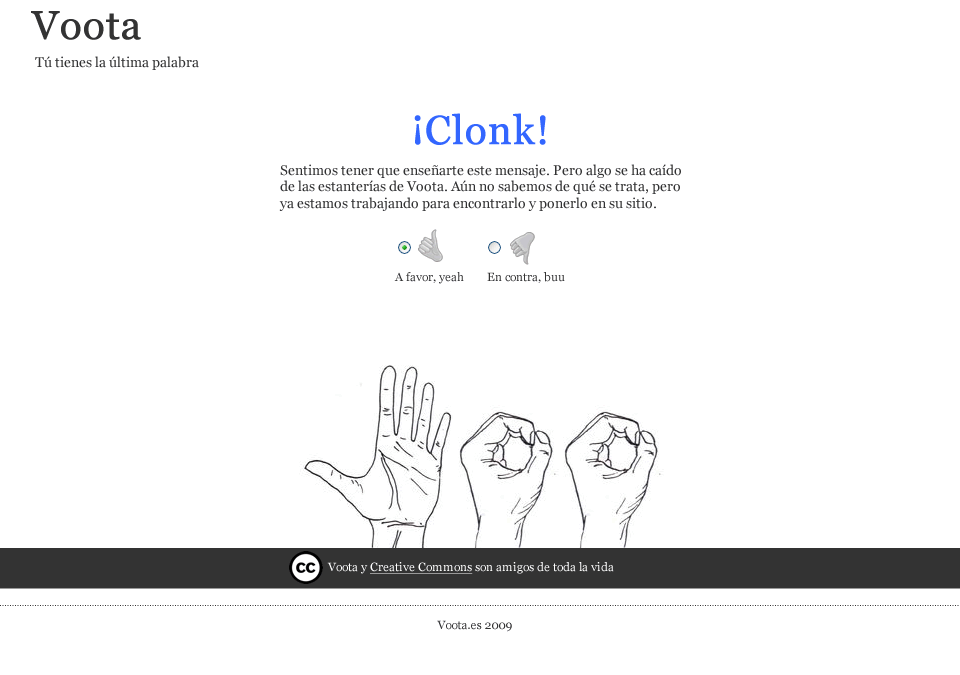 Voota
Tú tienes la última palabra
¡Clonk!
Sentimos tener que enseñarte este mensaje. Pero algo se ha caído
de las estanterías de Voota. Aún no sabemos de qué se trata, pero
ya estamos trabajando para encontrarlo y ponerlo en su sitio.
A favor, yeah
En contra, buu
cc Voota y Creative Commons son amigos de toda la vida
Voota.es 2009